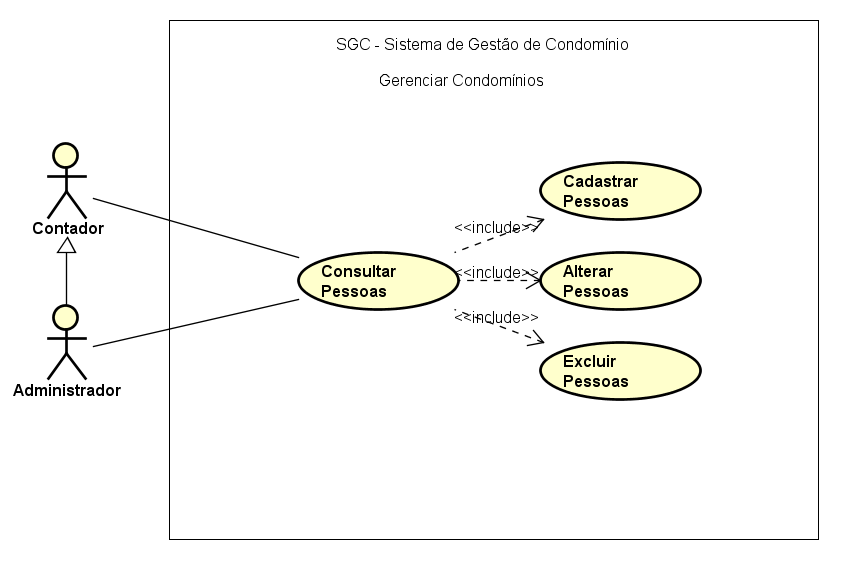 SGC - Sistema de Gestão de Condomínio
Gerenciar Condomínios
Contador
Administrador
Consultar
Pessoas
<<include>>
<<include>>
<<include>>
Cadastrar
Pessoas
Alterar
Pessoas
Excluir
Pessoas